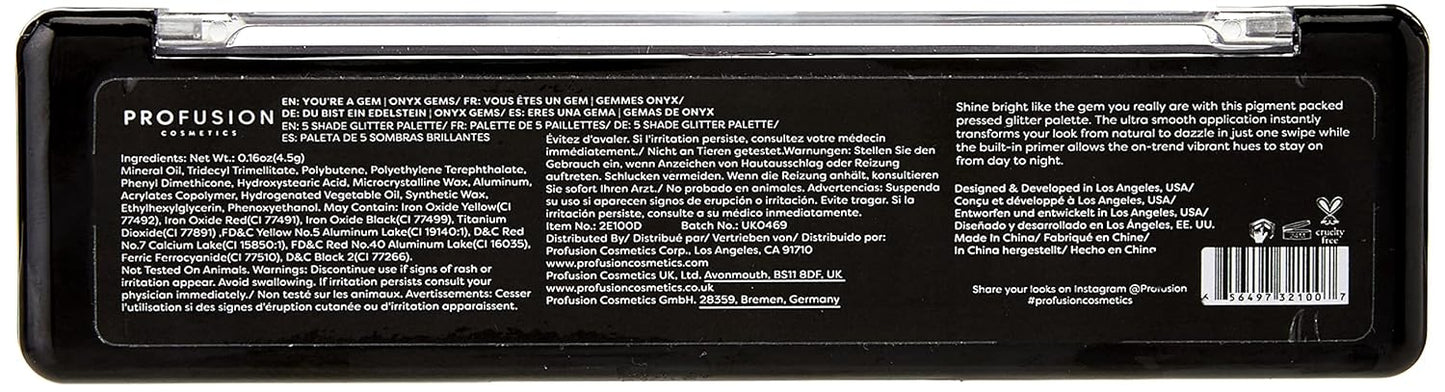 PROFUSION
COSMETICS
EN: YOU'RE A GEM | ONYX GEMS/ FR: VOUS ÊTES UN GEM | GEMMES ONYX/
DE: DU BIST EIN EDELSTEIN | ONYX GEMS/ ES: ERES UNA GEMA | GEMAS DE ONYX
EN: 5 SHADE GLITTER PALETTE/ FR: PALETTE DE 5 PAILLETTES/ DE: 5 SHADE GLITTER PALETTE/
ES: PALETA DE 5 SOMBRAS BRILLANTES
Ingredients: Net Wt.: 0.16oz(4.5g)
Mineral Oil, Tridecyl Trimellitate, Polybutene, Polyethylene Terephthalate,
Phenyl Dimethicone, Hydroxystearic Acid, Microcrystalline Wax, Aluminum,
Acrylates Copolymer, Hydrogenated Vegetable Oil, Synthetic Wax,
Ethylhexylglycerin, Phenoxyethanol. May Contain: Iron Oxide Yellow(CI
77492), Iron Oxide Red(CI 77491), Iron Oxide Black(CI 77499), Titanium
Dioxide(CI 77891) ,FD&C Yellow No.5 Aluminum Lake(CI 19140:1), D&C Red
No.7 Calcium Lake(CI 15850:1), FD&C Red No.40 Aluminum Lake(CI 16035),
Ferric Ferrocyanide(CI 77510), D&C Black 2(CI 77266).
Not Tested On Animals. Warnings: Discontinue use if signs of rash or
irritation appear. Avoid swallowing. If irritation persists consult your
physician immediately./ Non testé sur les animaux. Avertissements: Cesser
l'utilisation si des signes d'éruption cutanée ou d'irritation apparaissent.
Évitez d'avaler. Si l'irritation persiste, consultez votre médecin
immédiatement./ Nicht an Tieren getestet.Warnungen: Stellen Sie den
Gebrauch ein, wenn Anzeichen von Hautausschlag oder Reizung
auftreten. Schlucken vermeiden. Wenn die Reizung anhält, konsultieren
Sie sofort Ihren Arzt./ No probado en animales. Advertencias: Suspenda
su uso si aparecen signos de erupción o irritación. Evite tragar. Si la
irritación persiste, consulte a su médico inmediatamente.
Item No.: 2E100D Batch No.: UK0469
Distributed By/ Distribué par/ Vertrieben von/ Distribuido por:
Profusion Cosmetics Corp., Los Angeles, CA 91710
www.profusioncosmetics.com
Profusion Cosmetics UK, Ltd. Avonmouth, BS11 8DF, UK
www.profusioncosmetics.co.uk
Profusion Cosmetics GmbH. 28359, Bremen, Germany
Shine bright like the gem you really are with this pigment packed
pressed glitter palette. The ultra smooth application instantly
transforms your look from natural to dazzle in just one swipe while
the built-in primer allows the on-trend vibrant hues to stay on
from day to night.
Designed & Developed in Los Angeles, USA/
Conçu et développé à Los Angeles, USA/
Entworfen und entwickelt in Los Angeles, USA/
Diseñado y desarrollado en Los Ángeles, EE. UU.
Made In China/ Fabriqué en Chine/
In China hergestellt/ Hecho en China
Share your looks on Instagram @Profusion
#profusioncosmetics
cruelty
free
56497 32100 7